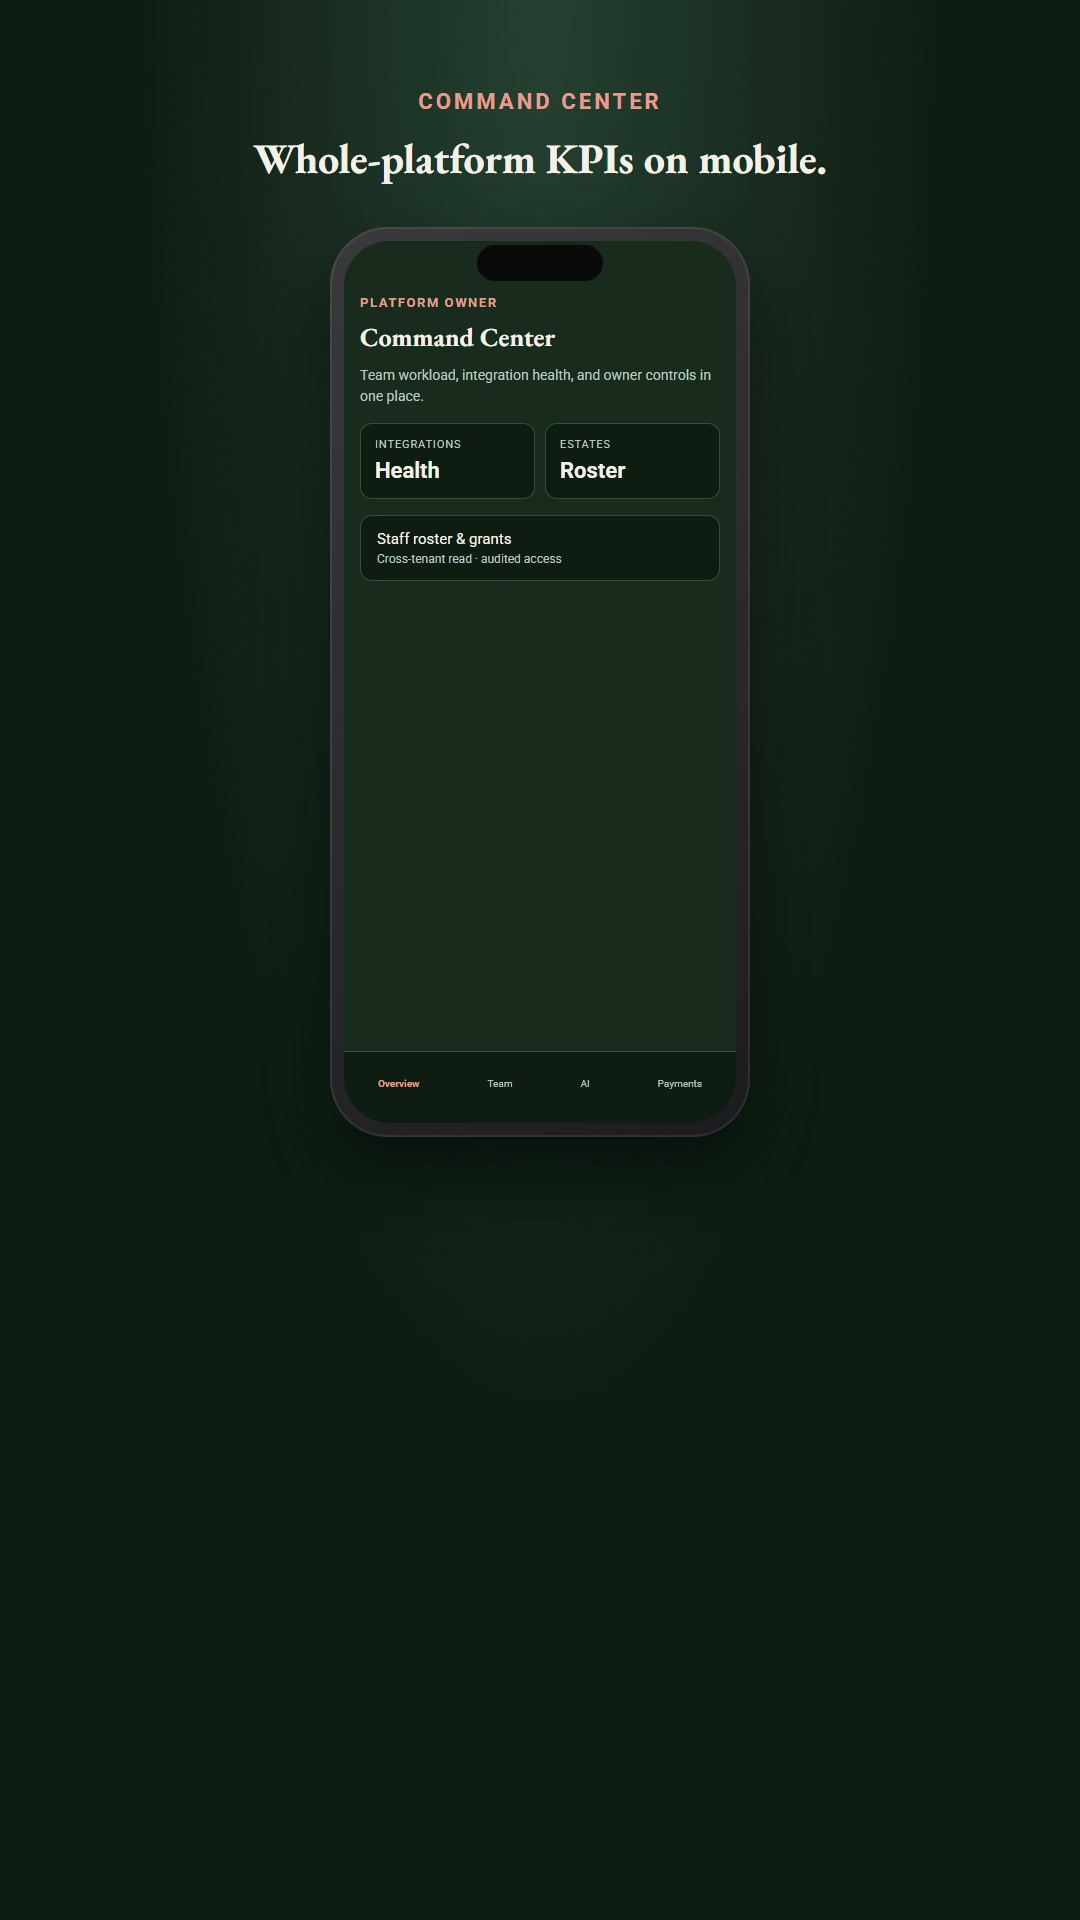 COMMAND CENTER
Whole-platform KPIs on mobile.
PLATFORM OWNER
Command Center
Team workload, integration health, and owner controls in
one place.
INTEGRATIONS
Health
ESTATES
Roster
Staff roster & grants
Cross-tenant read · audited access
Overview
Team
AI
Payments